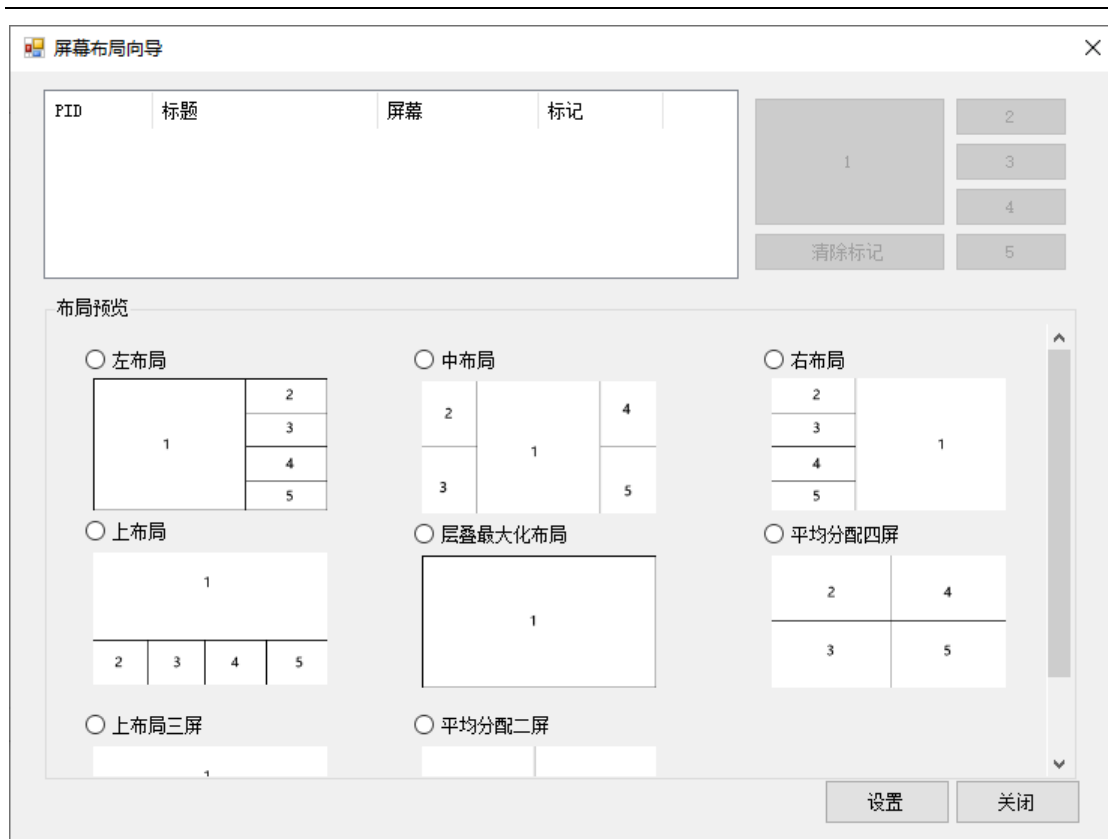 屏幕布局向导
PID 标题 屏幕 标记
1
2
3
4
清除标记 5
布局预览
左布局 中布局 右布局
1 2 3 4 5
2 3 1 4 5
2 3 4 5 1
上布局 层叠最大化布局 平均分配四屏
1 2 3 4 5
1
2 4 3 5
上布局三屏 平均分配二屏
1
设置 关闭